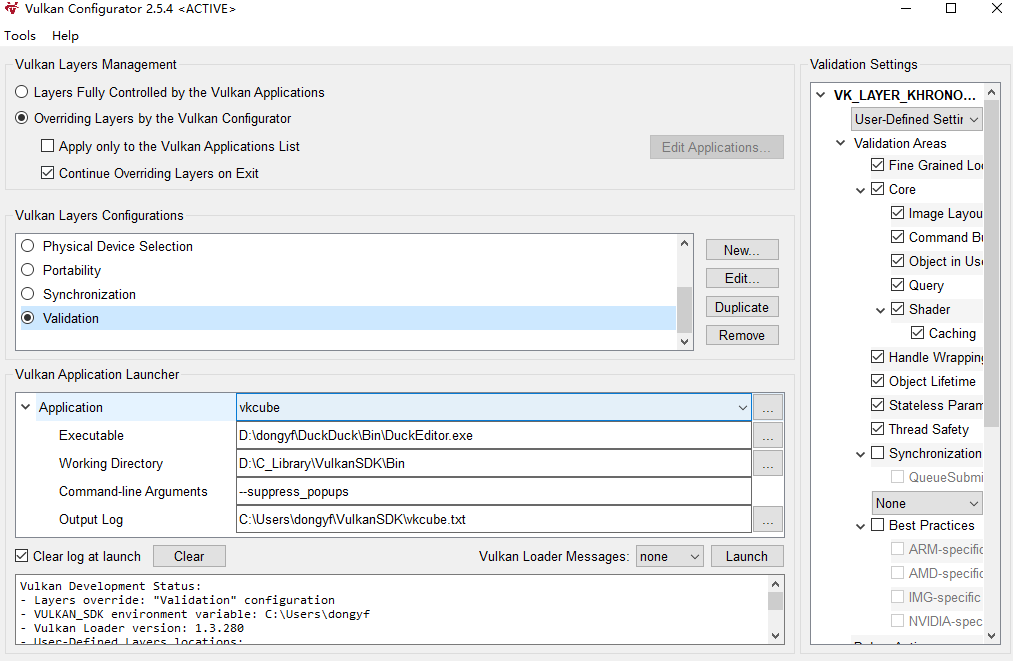 Vulkan Configurator 2.5.4 <ACTIVE>
Tools Help
Vulkan Layers Management
Layers Fully Controlled by the Vulkan Applications
Overriding Layers by the Vulkan Configurator
Apply only to the Vulkan Applications List
Edit Applications...
Continue Overriding Layers on Exit
Vulkan Layers Configurations
Physical Device Selection
Portability
Synchronization
Validation
New...
Edit...
Duplicate
Remove
Vulkan Application Launcher
Application vkcube ...
Executable D:\dongyf\DuckDuck\Bin\DuckEditor.exe ...
Working Directory D:\C_Library\VulkanSDK\Bin ...
Command-line Arguments --suppress_popups
Output Log C:\Users\dongyf\VulkanSDK\vkcube.txt ...
Clear log at launch Clear Vulkan Loader Messages: none Launch
Vulkan Development Status:
- Layers override: "Validation" configuration
- VULKAN_SDK environment variable: C:\Users\dongyf
- Vulkan Loader version: 1.3.280
- User-Defined Layers locations:
Validation Settings
VK_LAYER_KHRONO...
User-Defined Settir
Validation Areas
Fine Grained Loc
Core
Image Layou
Command Bu
Object in Use
Query
Shader
Caching
Handle Wrapping
Object Lifetime
Stateless Param
Thread Safety
Synchronization
QueueSubmi
None
Best Practices
ARM-specific
AMD-specific
IMG-specific
NVIDIA-spec